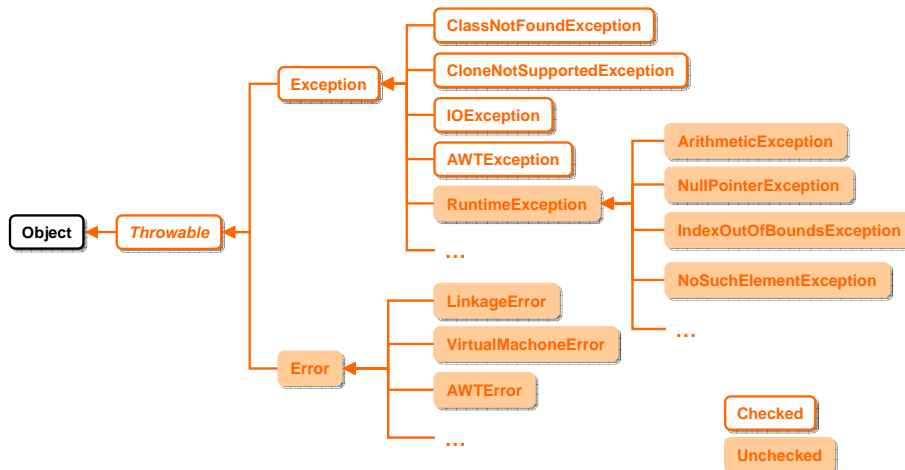 ClassNotFoundException
CloneNotSupportedException
Exception
IOException
AWTException
ArithmeticException
NullPointerException
RuntimeException
Object
Throwable
IndexOutOfBoundsException
...
NoSuchElementException
LinkageError
...
VirtualMachoneError
Error
AWTError
Checked
...
Unchecked